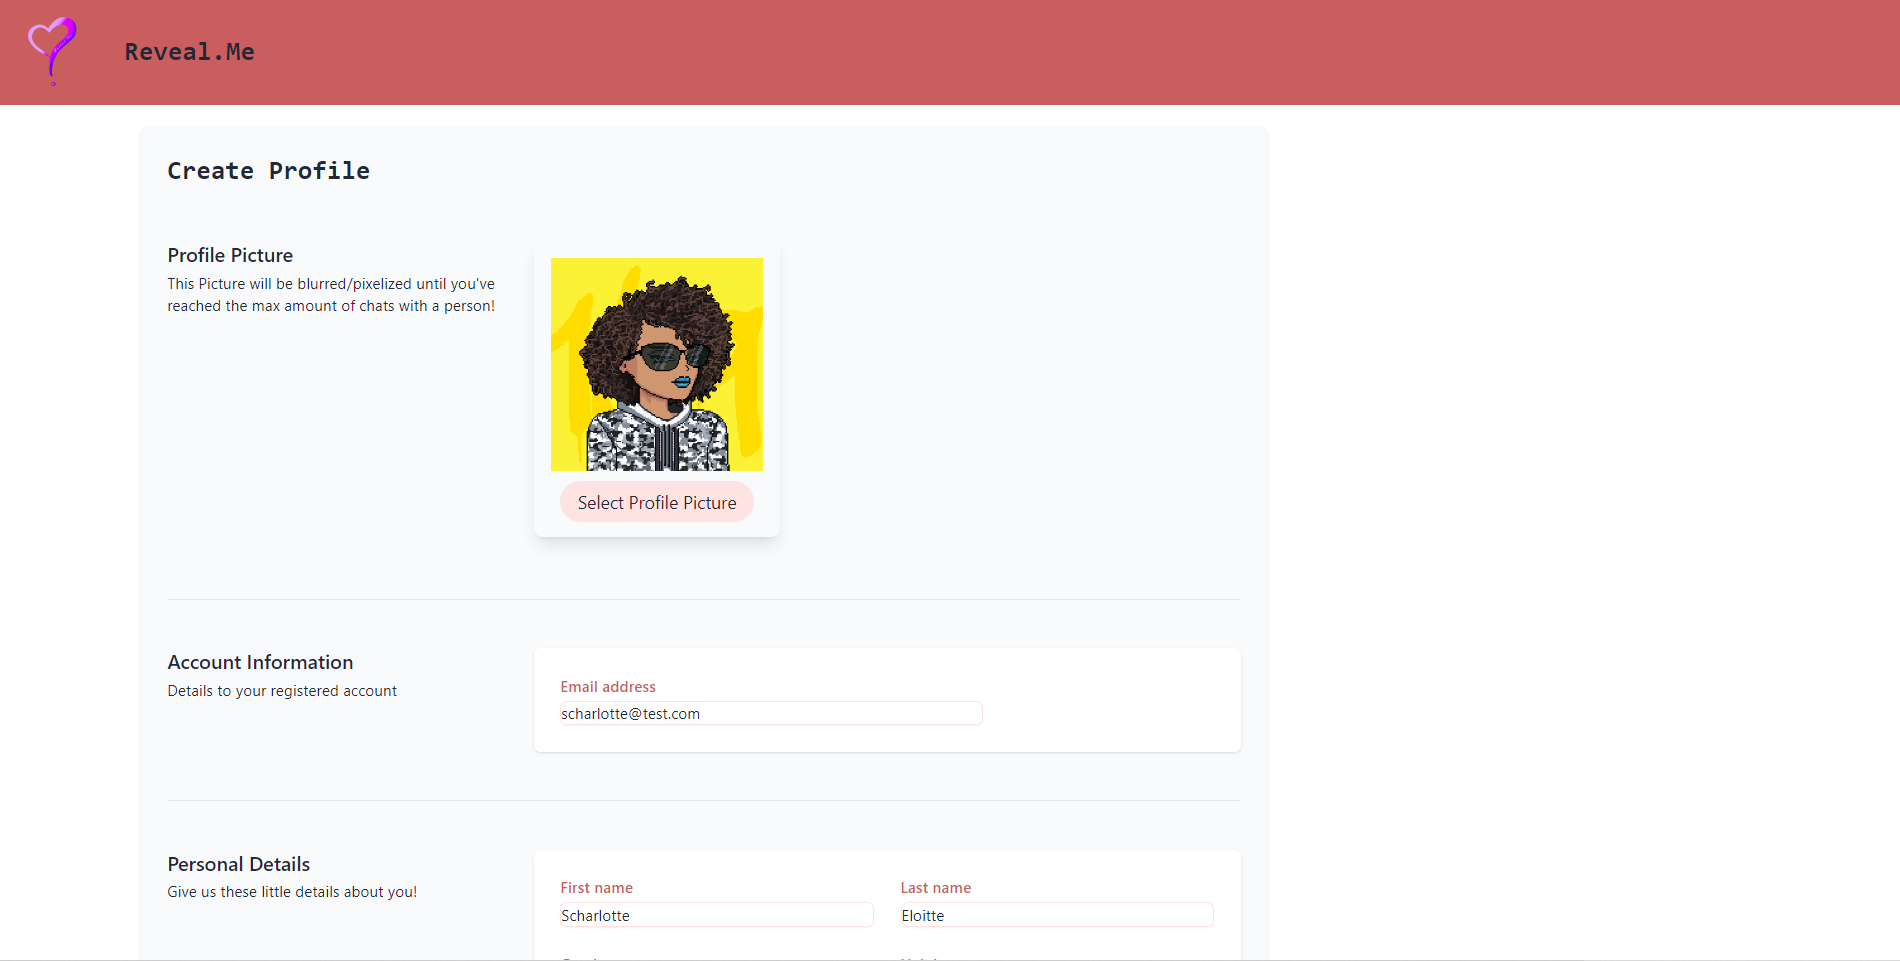 Reveal.Me
Create Profile
Profile Picture
This Picture will be blurred/pixelized until you've
reached the max amount of chats with a person!
Select Profile Picture
Account Information
Details to your registered account
Email address
scharlotte@test.com
Personal Details
Give us these little details about you!
First name
Last name
Scharlotte
Eloitte